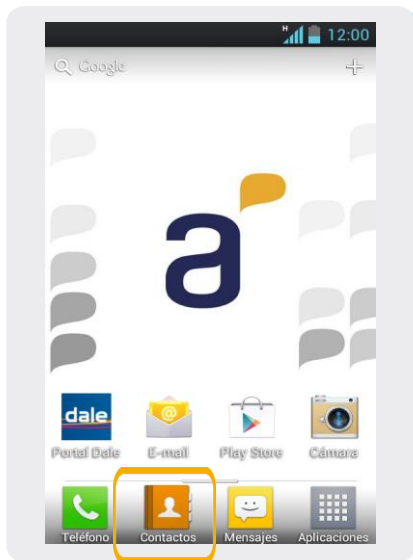 H 12:00
Google
a
dale
Portal Dale E-mail Play Store Cámara
Teléfono Contactos Mensajes Aplicaciones